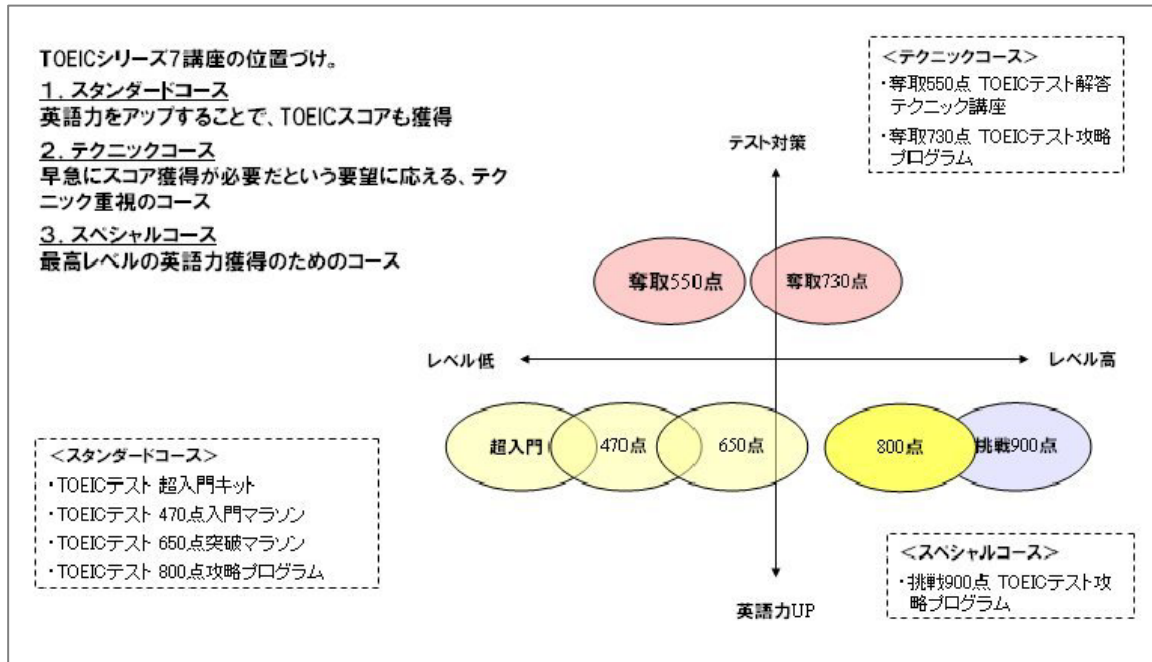 TOEICシリーズ7講座の位置づけ。
１．スタンダードコース
英語力をアップすることで、TOEICスコアも獲得
２．テクニックコース
早急にスコア獲得が必要だという要望に応える、テク
ニック重視のコース
３．スペシャルコース
最高レベルの英語力獲得のためのコース
＜テクニックコース＞
・奪取550点 TOEICテスト解答
テクニック講座
・奪取730点 TOEICテスト攻略
プログラム
テスト対策
奪取550点
奪取730点
レベル低
レベル高
超入門
470点
650点
800点
挑戦900点
＜スタンダードコース＞
・TOEICテスト 超入門キット
・TOEICテスト 470点入門マラソン
・TOEICテスト 650点突破マラソン
・TOEICテスト 800点攻略プログラム
＜スペシャルコース＞
・挑戦900点 TOEICテスト攻
略プログラム
英語力UP